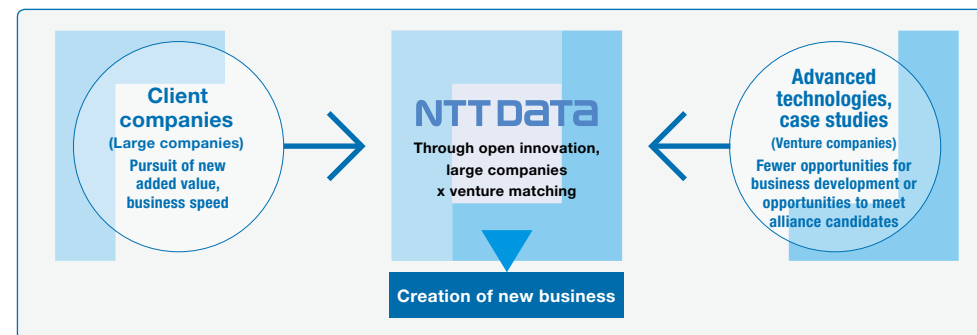 Client
companies
(Large companies)
Pursuit of new
added value,
business speed
NTT DATA
Through open innovation,
large companies
x venture matching
Creation of new business
Advanced
technologies,
case studies
(Venture companies)
Fewer opportunities for
business development or
opportunities to meet
alliance candidates